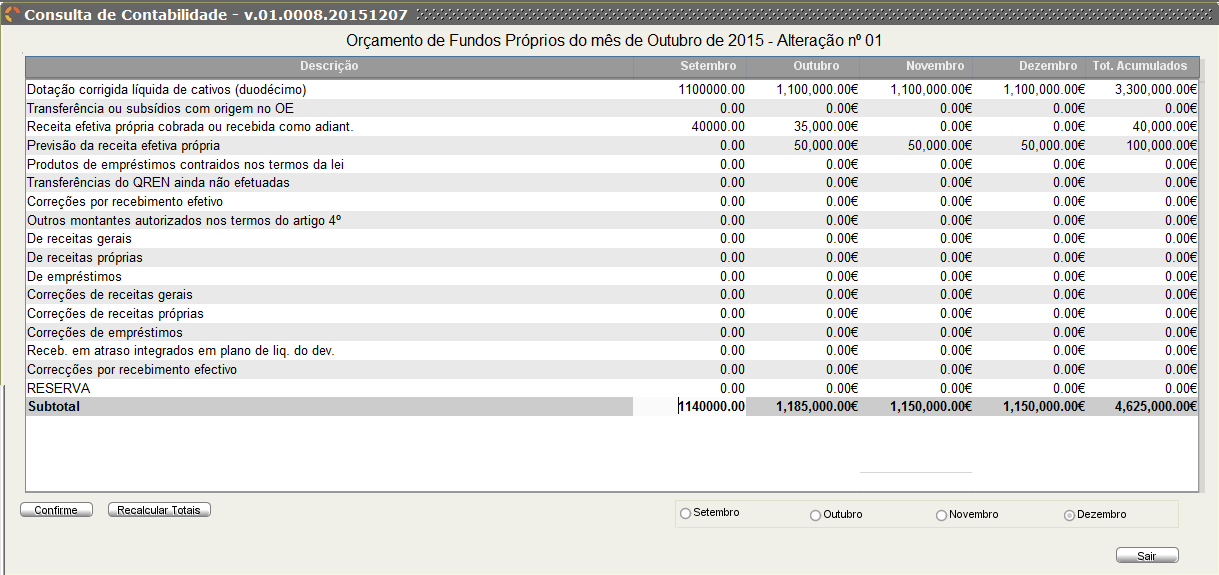 Consulta de Contabilidade - v.01.0008.20151207
Orçamento de Fundos Próprios do mês de Outubro de 2015 - Alteração nº 01
Descrição Setembro Outubro Novembro Dezembro Tot. Acumulados
Dotação corrigida líquida de cativos (duodécimo) 1100000.00 1,100,000.00€ 1,100,000.00€ 1,100,000.00€ 3,300,000.00€
Transferência ou subsídios com origem no OE 0.00 0.00€ 0.00€ 0.00€ 0.00€
Receita efetiva própria cobrada ou recebida como adiant. 40000.00 35,000.00€ 0.00€ 0.00€ 40,000.00€
Previsão da receita efetiva própria 0.00 50,000.00€ 50,000.00€ 50,000.00€ 100,000.00€
Produtos de empréstimos contraidos nos termos da lei 0.00 0.00€ 0.00€ 0.00€ 0.00€
Transferências do QREN ainda não efetuadas 0.00 0.00€ 0.00€ 0.00€ 0.00€
Correções por recebimento efetivo 0.00 0.00€ 0.00€ 0.00€ 0.00€
Outros montantes autorizados nos termos do artigo 4º 0.00 0.00€ 0.00€ 0.00€ 0.00€
De receitas gerais 0.00 0.00€ 0.00€ 0.00€ 0.00€
De receitas próprias 0.00 0.00€ 0.00€ 0.00€ 0.00€
De empréstimos 0.00 0.00€ 0.00€ 0.00€ 0.00€
Correções de receitas gerais 0.00 0.00€ 0.00€ 0.00€ 0.00€
Correções de receitas próprias 0.00 0.00€ 0.00€ 0.00€ 0.00€
Correções de empréstimos 0.00 0.00€ 0.00€ 0.00€ 0.00€
Receb. em atraso integrados em plano de liq. do dev. 0.00 0.00€ 0.00€ 0.00€ 0.00€
Correcções por recebimento efectivo 0.00 0.00€ 0.00€ 0.00€ 0.00€
RESERVA 0.00 0.00€ 0.00€ 0.00€ 0.00€
Subtotal 1140000.00 1,185,000.00€ 1,150,000.00€ 1,150,000.00€ 4,625,000.00€
Confirme Recalcular Totais Setembro Outubro Novembro Dezembro
Sair